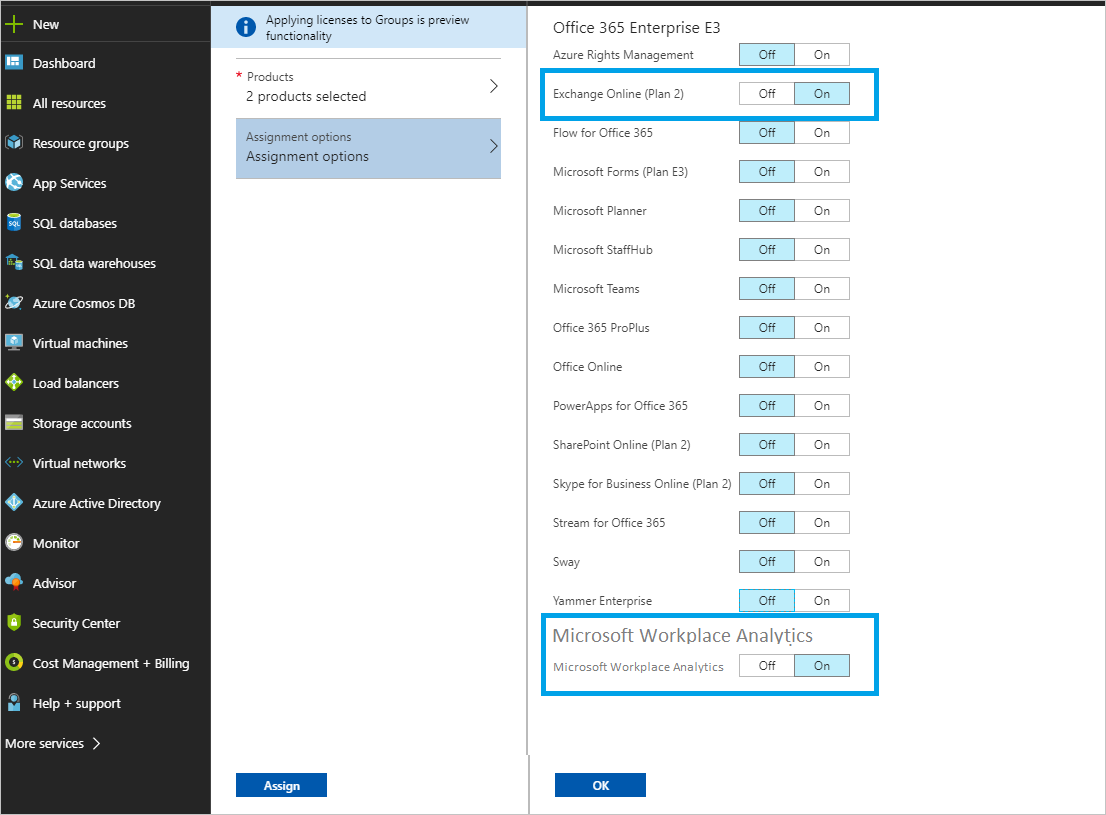 New
Dashboard
All resources
Resource groups
App Services
SQL databases
SQL data warehouses
Azure Cosmos DB
Virtual machines
Load balancers
Storage accounts
Virtual networks
Azure Active Directory
Monitor
Advisor
Security Center
Cost Management + Billing
Help + support
More services
Applying licenses to Groups is preview
functionality
* Products
2 products selected
Assignment options
Assignment options
Assign
Office 365 Enterprise E3
Azure Rights Management Off On
Exchange Online (Plan 2) Off On
Flow for Office 365 Off On
Microsoft Forms (Plan E3) Off On
Microsoft Planner Off On
Microsoft StaffHub Off On
Microsoft Teams Off On
Office 365 ProPlus Off On
Office Online Off On
PowerApps for Office 365 Off On
SharePoint Online (Plan 2) Off On
Skype for Business Online (Plan 2) Off On
Stream for Office 365 Off On
Sway Off On
Yammer Enterprise Off On
Microsoft Workplace Analytics
Microsoft Workplace Analytics Off On
OK